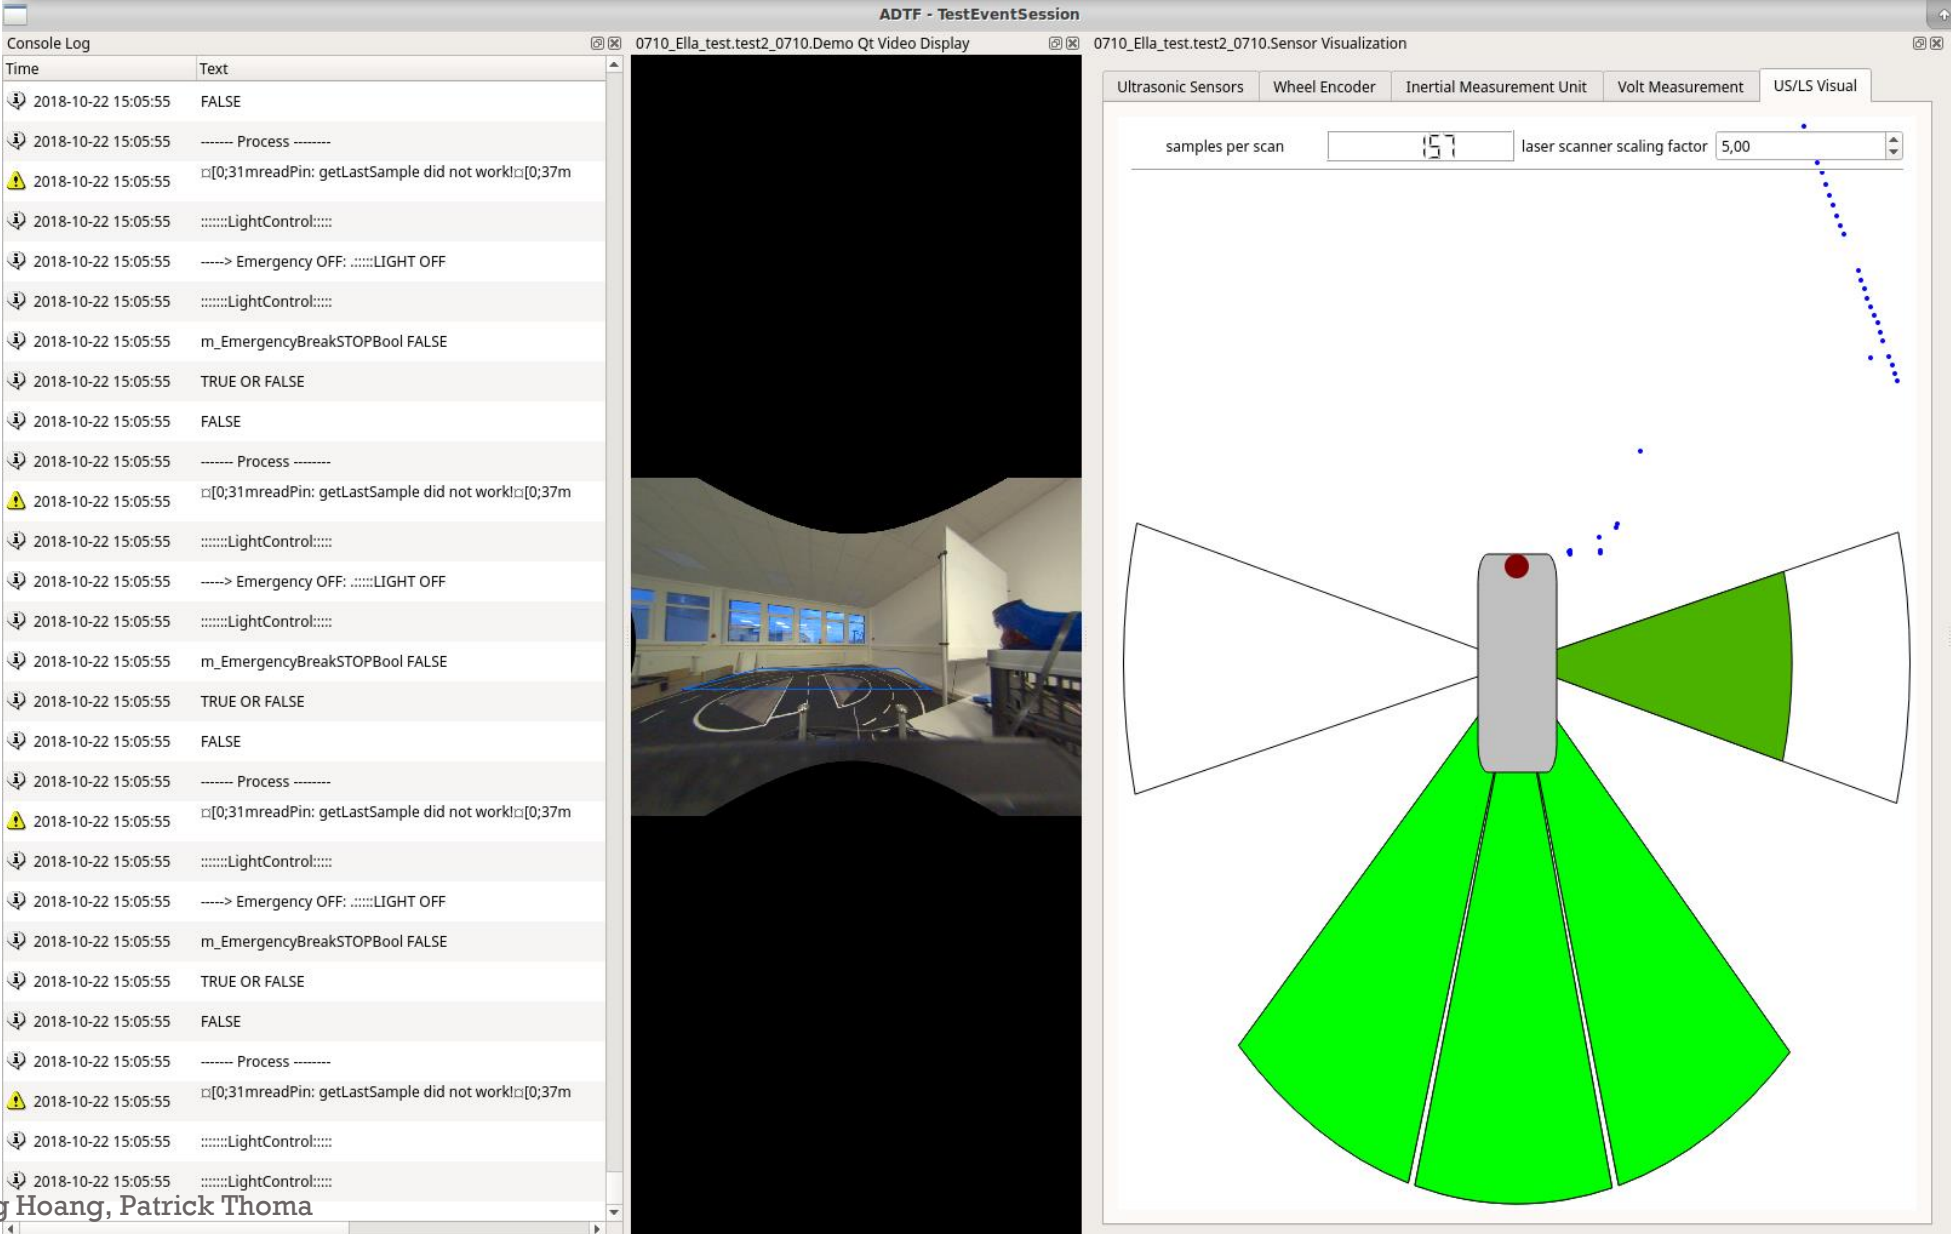 ADTF - TestEventSession
Console Log
Time Text
2018-10-22 15:05:55 FALSE
2018-10-22 15:05:55 ------- Process --------
2018-10-22 15:05:55 ¤[0;31mreadPin: getLastSample did not work!¤[0;37m
2018-10-22 15:05:55 :::::::LightControl:::::
2018-10-22 15:05:55 -----> Emergency OFF: .:::::LIGHT OFF
2018-10-22 15:05:55 :::::::LightControl:::::
2018-10-22 15:05:55 m_EmergencyBreakSTOPBool FALSE
2018-10-22 15:05:55 TRUE OR FALSE
2018-10-22 15:05:55 FALSE
2018-10-22 15:05:55 ------- Process --------
2018-10-22 15:05:55 ¤[0;31mreadPin: getLastSample did not work!¤[0;37m
2018-10-22 15:05:55 :::::::LightControl:::::
2018-10-22 15:05:55 -----> Emergency OFF: .:::::LIGHT OFF
2018-10-22 15:05:55 :::::::LightControl:::::
2018-10-22 15:05:55 m_EmergencyBreakSTOPBool FALSE
2018-10-22 15:05:55 TRUE OR FALSE
2018-10-22 15:05:55 FALSE
2018-10-22 15:05:55 ------- Process --------
2018-10-22 15:05:55 ¤[0;31mreadPin: getLastSample did not work!¤[0;37m
2018-10-22 15:05:55 :::::::LightControl:::::
2018-10-22 15:05:55 -----> Emergency OFF: .:::::LIGHT OFF
2018-10-22 15:05:55 m_EmergencyBreakSTOPBool FALSE
2018-10-22 15:05:55 TRUE OR FALSE
2018-10-22 15:05:55 FALSE
2018-10-22 15:05:55 ------- Process --------
2018-10-22 15:05:55 ¤[0;31mreadPin: getLastSample did not work!¤[0;37m
2018-10-22 15:05:55 :::::::LightControl:::::
2018-10-22 15:05:55 :::::::LightControl:::::
g Hoang, Patrick Thoma
0710_Ella_test.test2_0710.Demo Qt Video Display
0710_Ella_test.test2_0710.Sensor Visualization
Ultrasonic Sensors Wheel Encoder Inertial Measurement Unit Volt Measurement US/LS Visual
samples per scan 157 laser scanner scaling factor 5,00